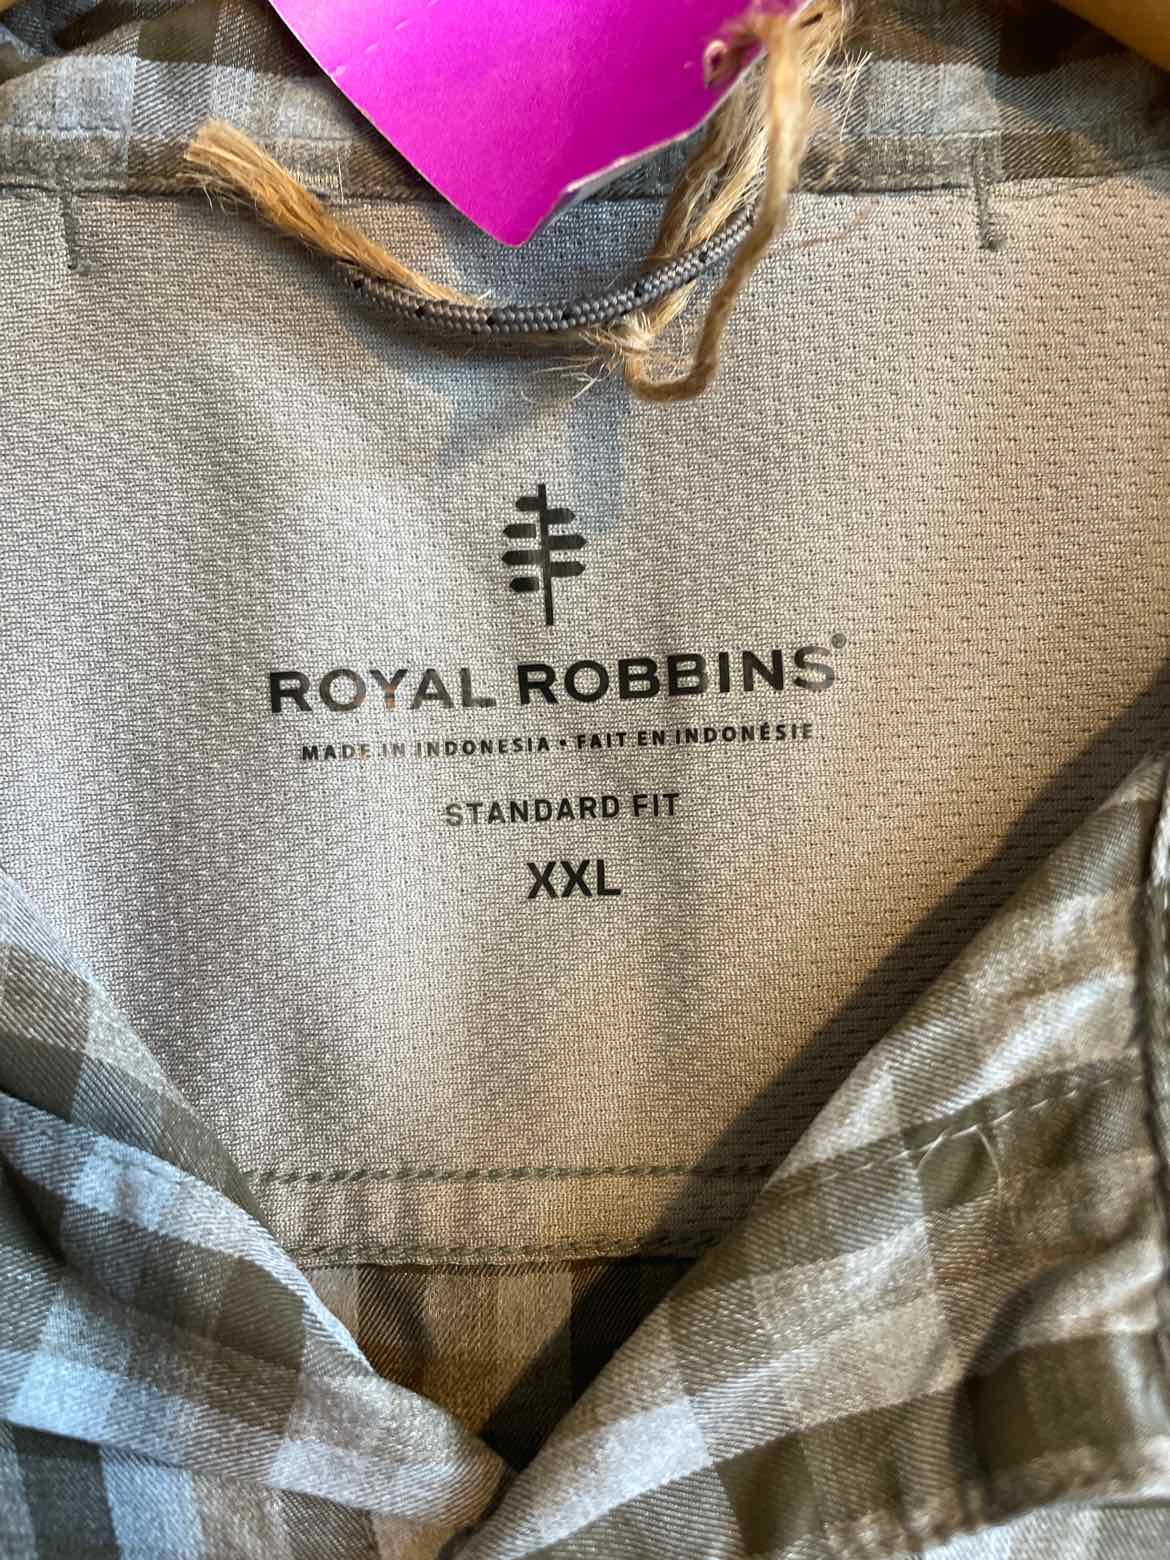 ROYAL ROBBINS®
MADE IN INDONESIA • FAIT EN INDONÉSIE
STANDARD FIT
XXL